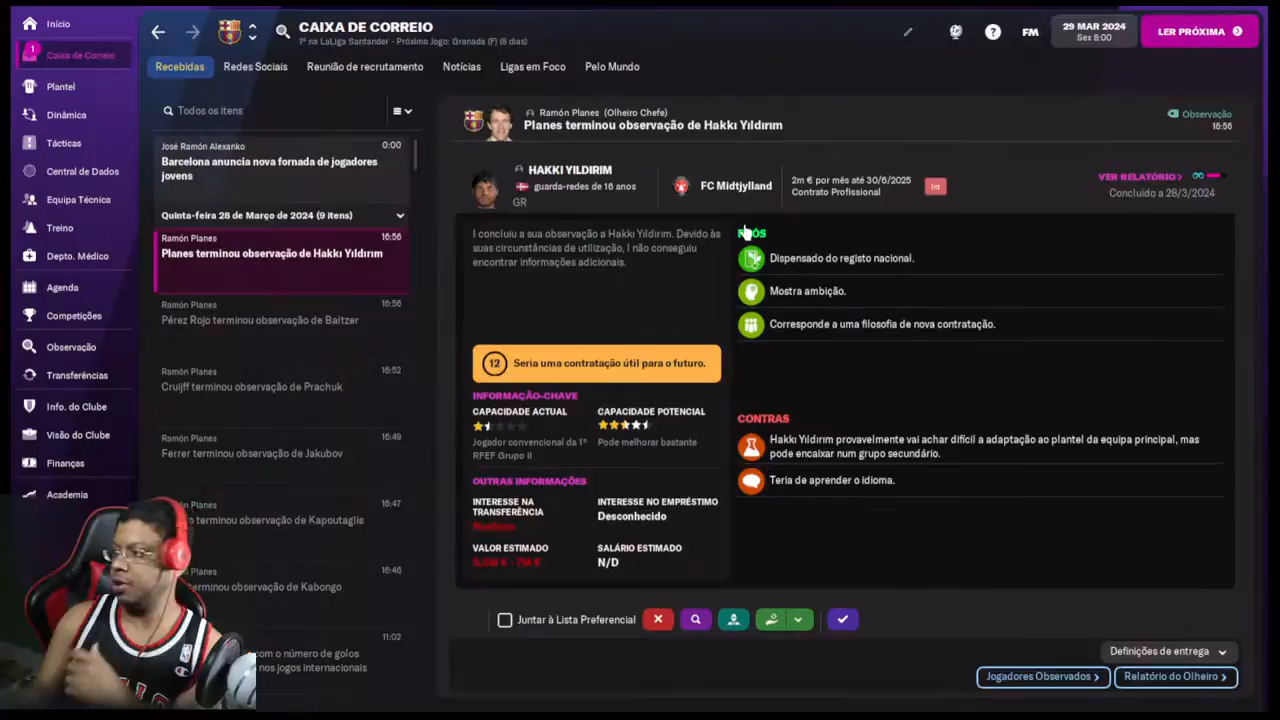 Início
CAIXA DE CORREIO
1º na LaLiga Santander - Próximo Jogo: Granada (F) (8 dias)
FM
29 MAR 2024
Sex 8:00
LER PRÓXIMA
1
Caixa de Correio
Plantel
Dinâmica
Tácticas
Central de Dados
Equipa Técnica
Treino
Depto. Médico
Agenda
Competições
Observação
Transferências
Info. do Clube
Visão do Clube
Finanças
Academia
Recebidas
Redes Sociais
Reunião de recrutamento
Notícias
Ligas em Foco
Pelo Mundo
Todos os itens
José Ramón Alexanko
0:00
Barcelona anuncia nova fornada de jogadores
jovens
Quinta-feira 28 de Março de 2024 (9 itens)
Ramón Planes
16:56
Planes terminou observação de Hakkı Yıldırım
Ramón Planes
16:56
Pérez Rojo terminou observação de Baltzer
Ramón Planes
16:52
Cruijff terminou observação de Prachuk
Ramón Planes
16:49
Ferrer terminou observação de Jakubov
Planes
16:47
terminou observação de Kapoutaglis
Planes
16:46
terminou observação de Kabongo
11:02
com o número de golos
nos jogos internacionais
Ramón Planes (Olheiro Chefe)
Planes terminou observação de Hakkı Yıldırım
Observação
16:56
HAKKI YILDIRIM
guarda-redes de 16 anos
GR
FC Midtjylland
2m € por mês até 30/6/2025
Contrato Profissional
Int
VER RELATÓRIO>
Concluído a 28/3/2024
I concluiu a sua observação a Hakkı Yıldırım. Devido às
suas circunstâncias de utilização, I não conseguiu
encontrar informações adicionais.
12
Seria uma contratação útil para o futuro.
INFORMAÇÃO-CHAVE
CAPACIDADE ACTUAL
CAPACIDADE POTENCIAL
Jogador convencional da 1ª
RFEF Grupo II
Pode melhorar bastante
OUTRAS INFORMAÇÕES
INTERESSE NA
TRANSFERÊNCIA
INTERESSE NO EMPRÉSTIMO
Desconhecido
VALOR ESTIMADO
SALÁRIO ESTIMADO
N/D
Dispensado do registo nacional.
Mostra ambição.
Corresponde a uma filosofia de nova contratação.
CONTRAS
Hakkı Yıldırım provavelmente vai achar difícil a adaptação ao plantel da equipa principal, mas
pode encaixar num grupo secundário.
Teria de aprender o idioma.
Juntar à Lista Preferencial
Definições de entrega
Jogadores Observados >
Relatório do Olheiro >